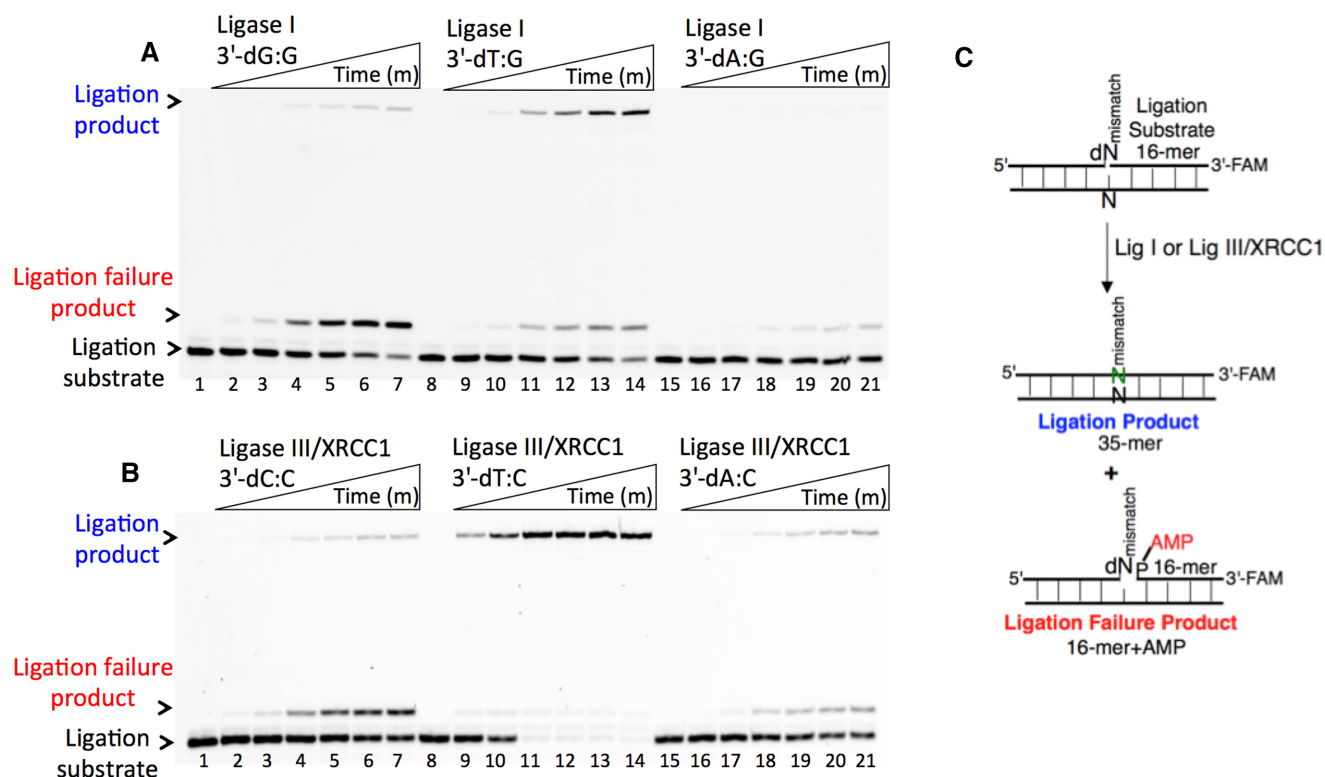 A
Ligase I
3'-dG:G
Time (m)
Ligase I
3'-dT:G
Time (m)
Ligase I
3'-dA:G
Time (m)
Ligation
product
Ligation failure
product
Ligation
substrate
1 2 3 4 5 6 7 8 9 10 11 12 13 14 15 16 17 18 19 20 21
B
Ligase III/XRCC1
3'-dC:C
Time (m)
Ligase III/XRCC1
3'-dT:C
Time (m)
Ligase III/XRCC1
3'-dA:C
Time (m)
Ligation
product
Ligation failure
product
Ligation
substrate
1 2 3 4 5 6 7 8 9 10 11 12 13 14 15 16 17 18 19 20 21
C
mismatch
Ligation
Substrate
16-mer
dN
5'
3'-FAM
N
Lig I or Lig III/XRCC1
mismatch
5'
N
3'-FAM
N
Ligation Product
35-mer
+
mismatch
AMP
dN
P 16-mer
5'
3'-FAM
Ligation Failure Product
16-mer+AMP